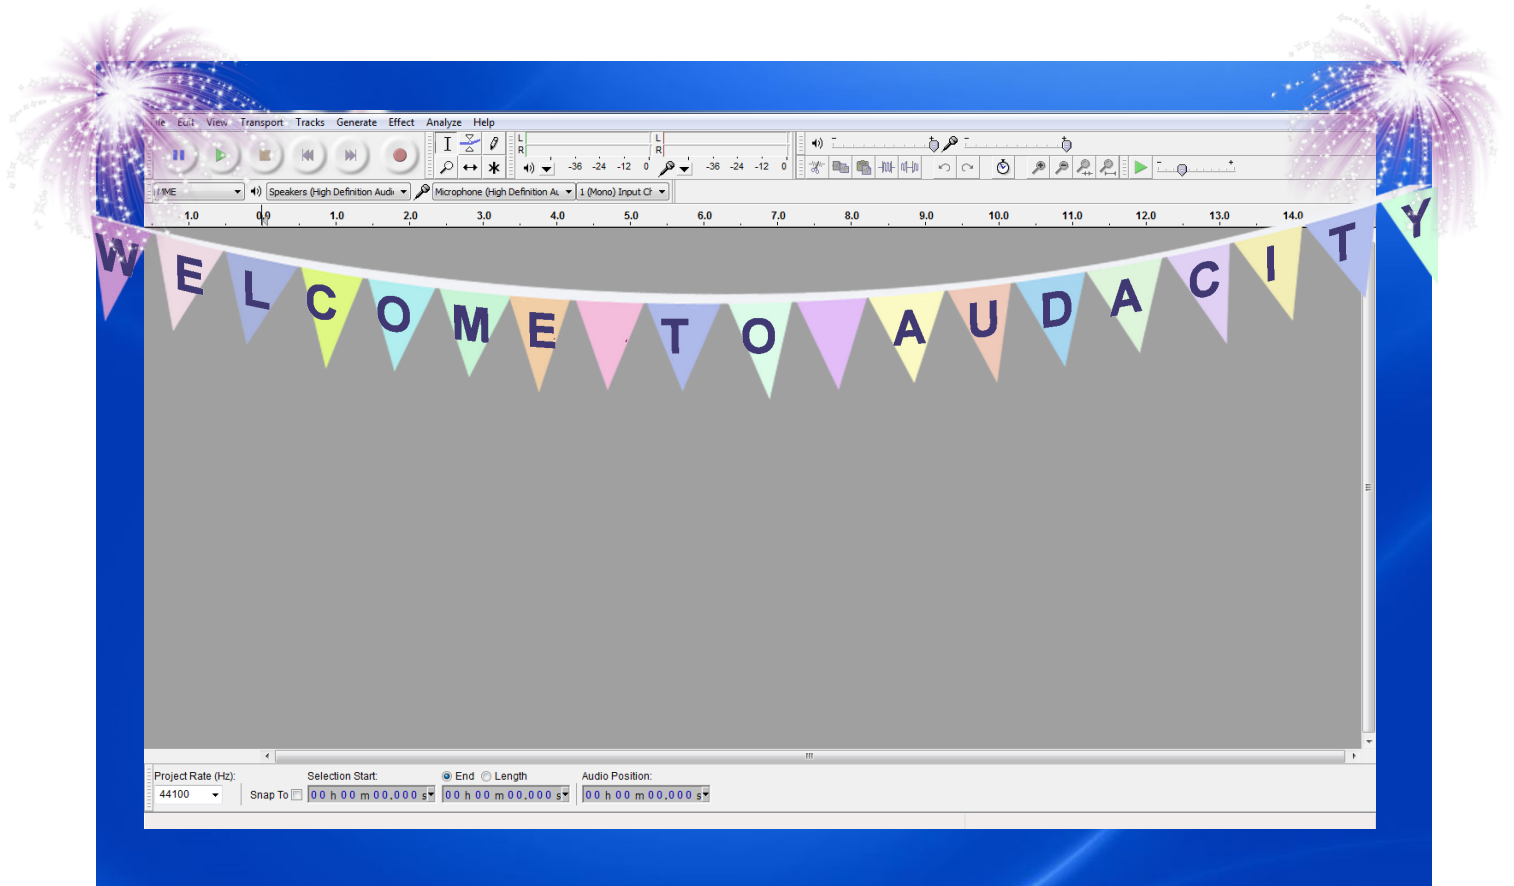 File Edit View Transport Tracks Generate Effect Analyze Help
L R L R
-36 -24 -12 0 -36 -24 -12 0
MME Speakers (High Definition Audi Microphone (High Definition Au 1 (Mono) Input Ch
1.0 0.0 1.0 2.0 3.0 4.0 5.0 6.0 7.0 8.0 9.0 10.0 11.0 12.0 13.0 14.0
WELCOME TO AUDACITY
Project Rate (Hz): Selection Start: End Length Audio Position:
44100 Snap To 00 h 00 m 00.000 s 00 h 00 m 00.000 s 00 h 00 m 00.000 s